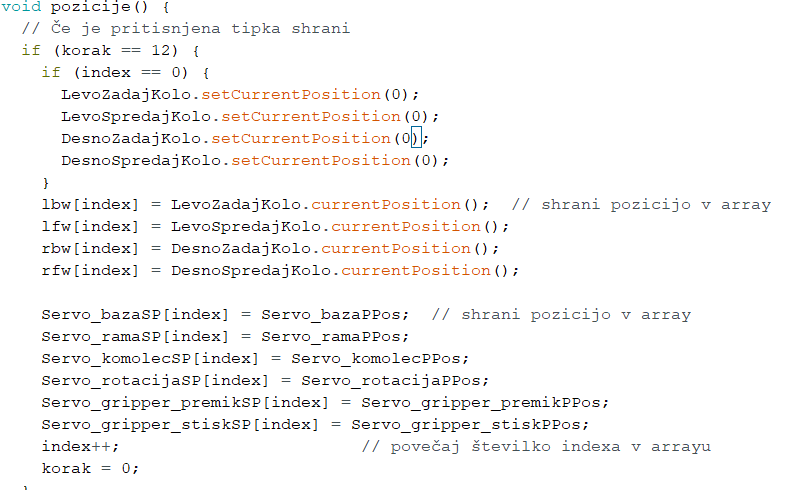 void pozicije() {
// Če je pritisnjena tipka shrani
if (korak == 12) {
if (index == 0) {
LevoZadajKolo.setCurrentPosition(0);
LevoSpredajKolo.setCurrentPosition(0);
DesnoZadajKolo.setCurrentPosition(0);
DesnoSpredajKolo.setCurrentPosition(0);
}
lbw[index] = LevoZadajKolo.currentPosition(); // shrani pozicijo v array
lfw[index] = LevoSpredajKolo.currentPosition();
rbw[index] = DesnoZadajKolo.currentPosition();
rfw[index] = DesnoSpredajKolo.currentPosition();
Servo_bazaSP[index] = Servo_bazaPPos; // shrani pozicijo v array
Servo_ramaSP[index] = Servo_ramaPPos;
Servo_komolecSP[index] = Servo_komolecPPos;
Servo_rotacijaSP[index] = Servo_rotacijaPPos;
Servo_gripper_premikSP[index] = Servo_gripper_premikPPos;
Servo_gripper_stiskSP[index] = Servo_gripper_stiskPPos;
index++; // povečaj številko indexa v arrayu
korak = 0;
}